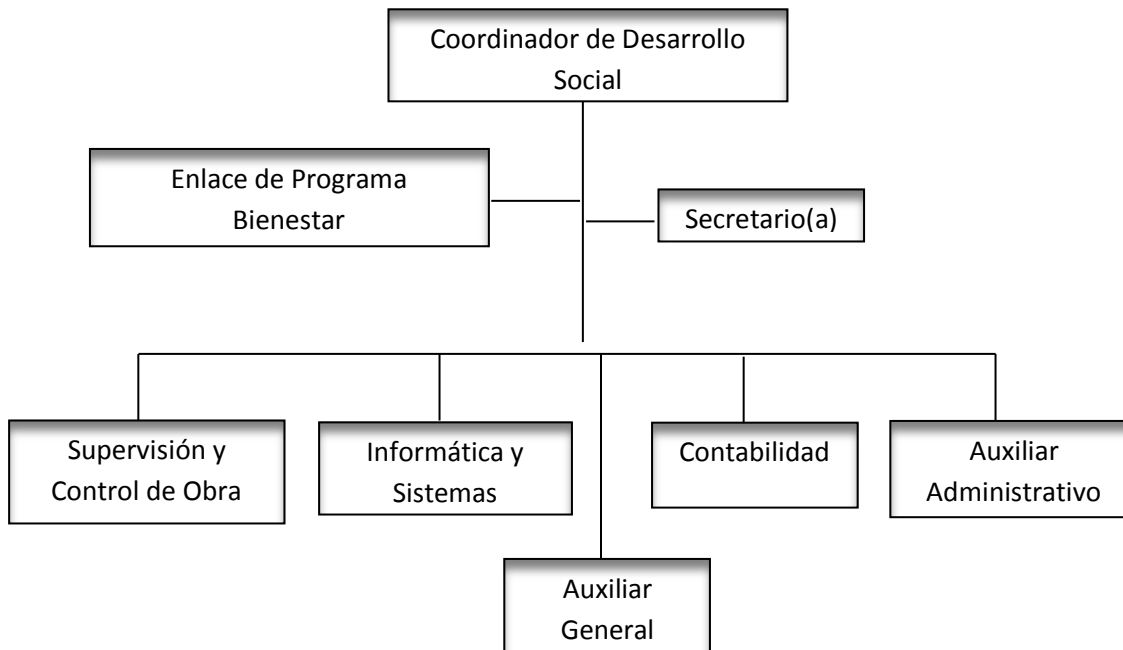 Coordinador de Desarrollo
Social
Enlace de Programa
Bienestar
Secretario(a)
Supervisión y
Control de Obra
Informática y
Sistemas
Contabilidad
Auxiliar
Administrativo
Auxiliar
General